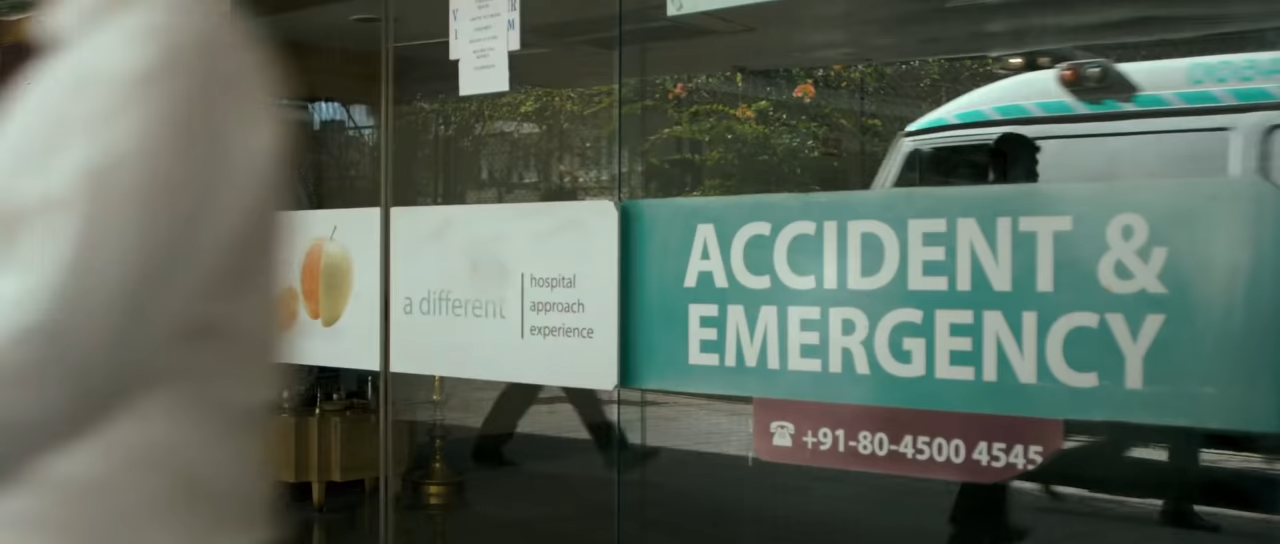 a different
hospital
approach
experience
ACCIDENT &
EMERGENCY
+91-80-4500 4545